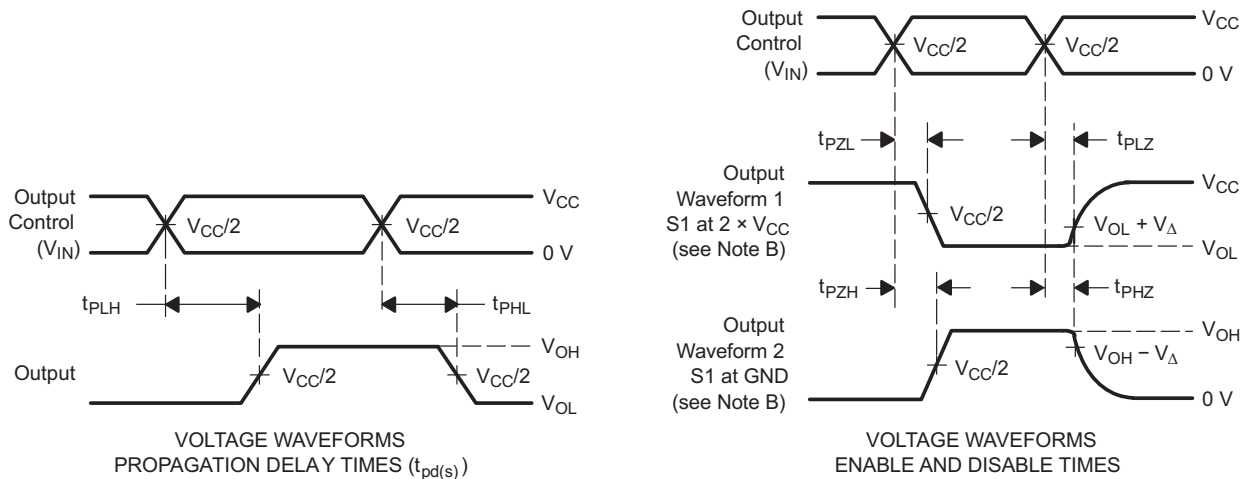 Output
Control
(VIN)
VCC/2
VCC/2
VCC
0 V
tPLH
tPHL
Output
VCC/2
VCC/2
VOH
VOL
VOLTAGE WAVEFORMS
PROPAGATION DELAY TIMES (tpd(s))
Output
Control
(VIN)
VCC/2
VCC/2
VCC
0 V
tPZL
tPLZ
Output
Waveform 1
S1 at 2 × VCC
(see Note B)
VCC/2
VCC
VOL + VΔ
VOL
tPZH
tPHZ
Output
Waveform 2
S1 at GND
(see Note B)
VCC/2
VOH
VOH − VΔ
0 V
VOLTAGE WAVEFORMS
ENABLE AND DISABLE TIMES